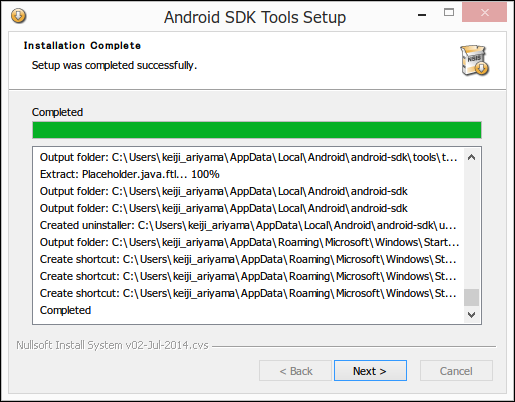 Android SDK Tools Setup
Installation Complete
Setup was completed successfully.
NSIS
Completed
Output folder: C:\Users\keiji_ariyama\AppData\Local\Android\android-sdk\tools\t...
Extract: Placeholder.java.ftl... 100%
Output folder: C:\Users\keiji_ariyama\AppData\Local\Android\android-sdk
Output folder: C:\Users\keiji_ariyama\AppData\Local\Android\android-sdk
Created uninstaller: C:\Users\keiji_ariyama\AppData\Local\Android\android-sdk\u...
Output folder: C:\Users\keiji_ariyama\AppData\Roaming\Microsoft\Windows\Start...
Create shortcut: C:\Users\keiji_ariyama\AppData\Roaming\Microsoft\Windows\St...
Create shortcut: C:\Users\keiji_ariyama\AppData\Roaming\Microsoft\Windows\St...
Create shortcut: C:\Users\keiji_ariyama\AppData\Roaming\Microsoft\Windows\St...
Completed
Nullsoft Install System v02-Jul-2014.cvs
< Back
Next >
Cancel